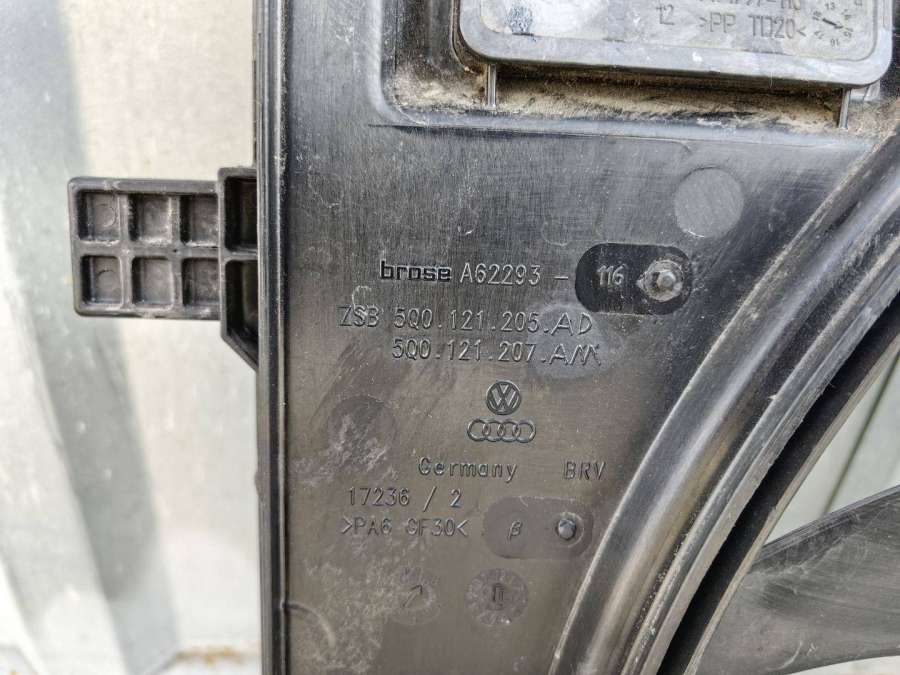 12 >PP TD20<
brose A62293 - 116
ZSB 5Q0.121.205.AD
5Q0.121.207.AM
VW
Germany BRV
17236 / 2
>PA6 GF30< β